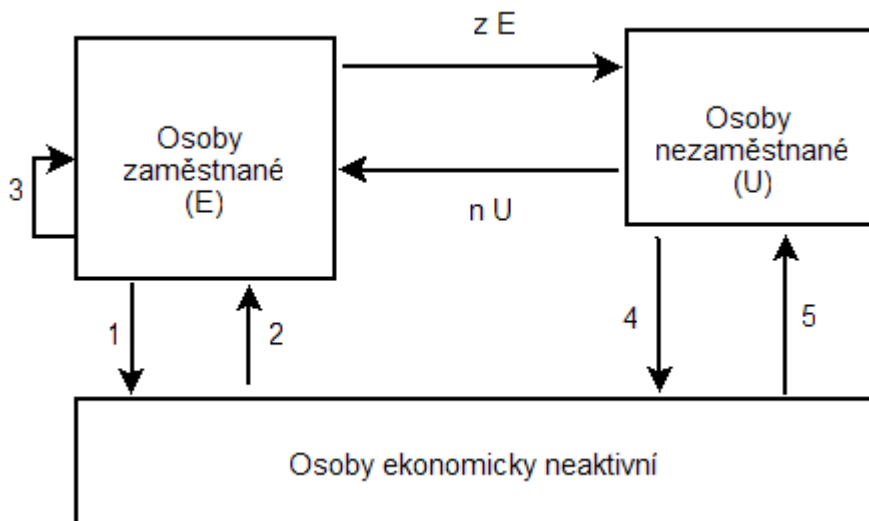 z E
Osoby
zaměstnané
(E)
Osoby
nezaměstnané
(U)
3
n U
1
2
4
5
Osoby ekonomicky neaktivní